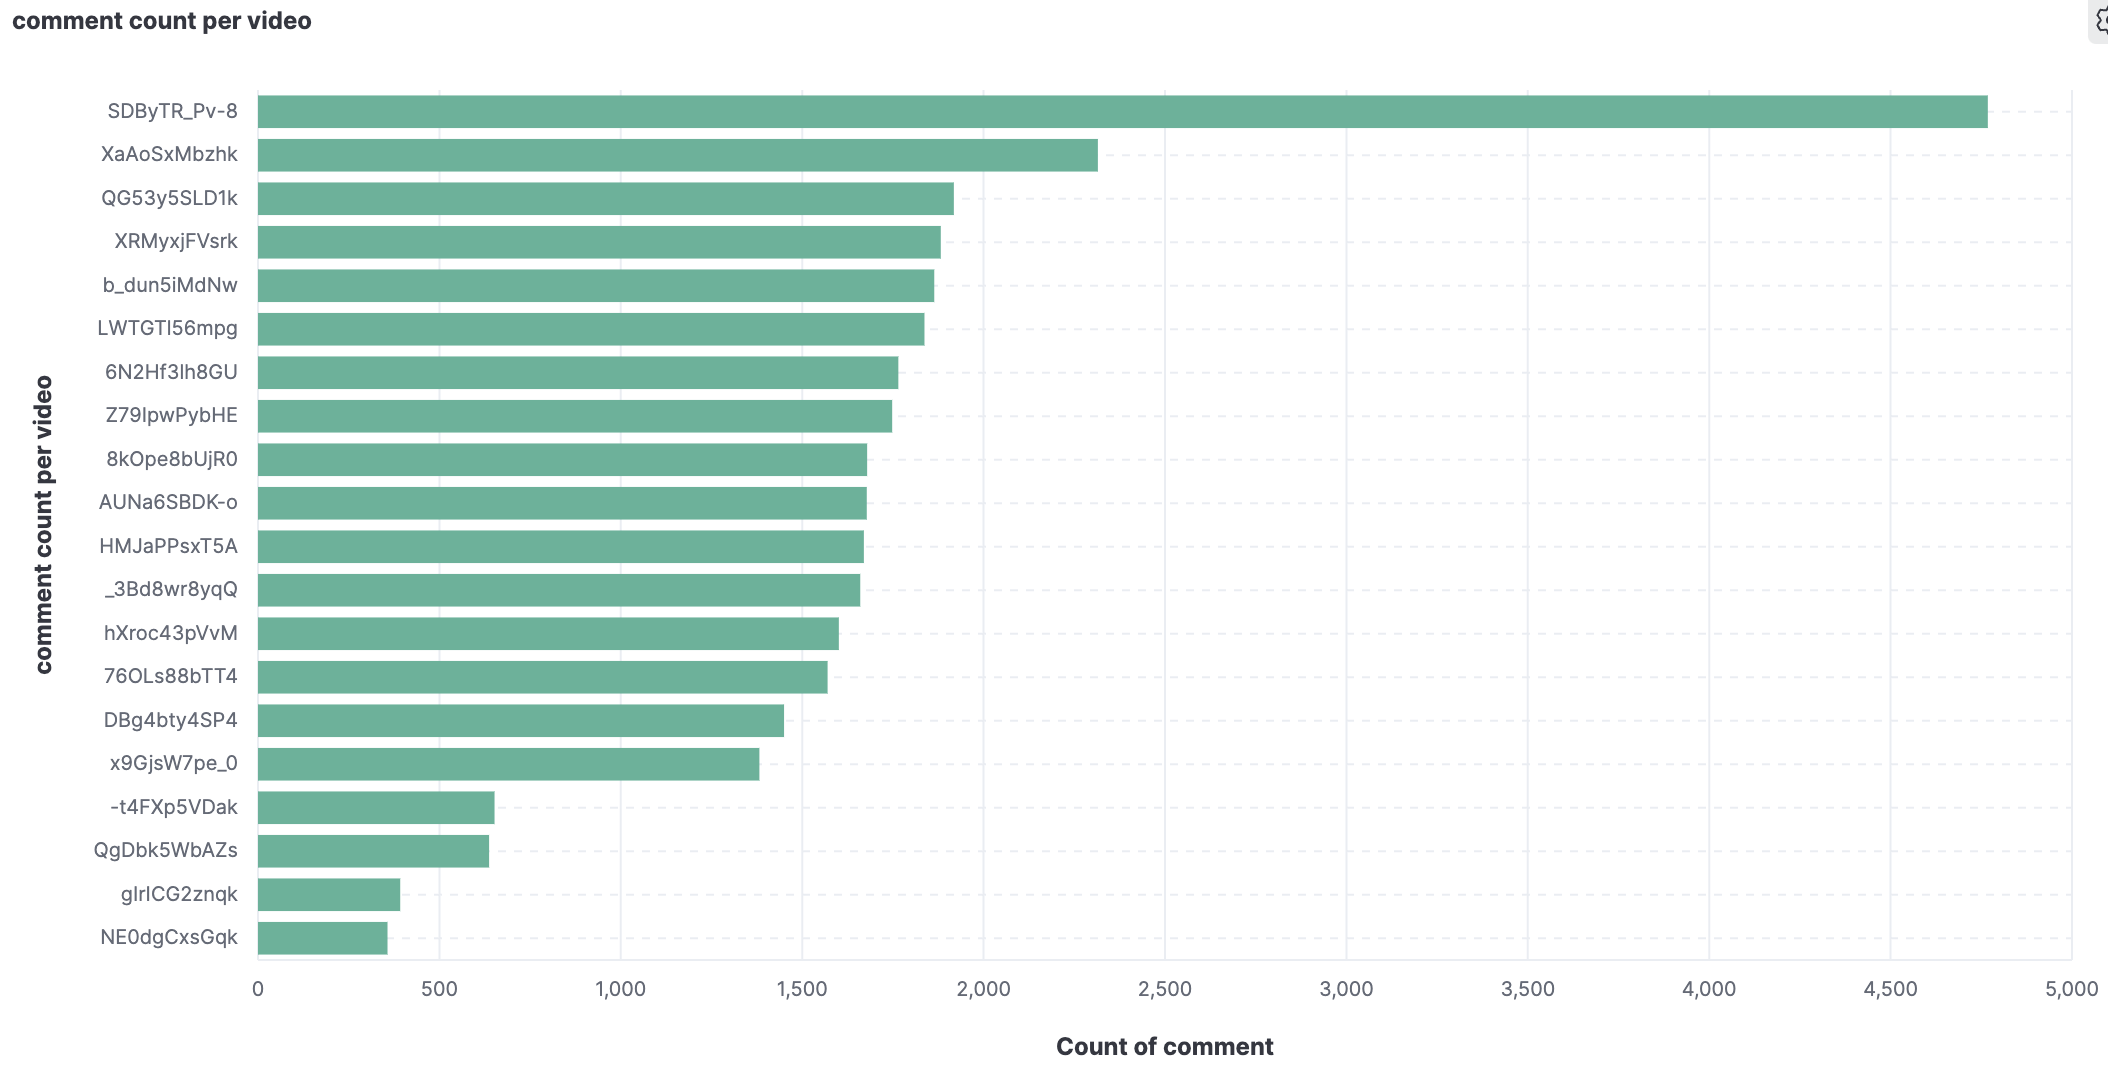 comment count per video
SDByTR_Pv-8
XaAoSxMbzhk
QG53y5SLD1k
XRMyxjFVsrk
b_dun5iMdNw
LWTGTI56mpg
6N2Hf3Ih8GU
Z79IpwPybHE
8kOpe8bUjR0
AUNa6SBDK-o
HMJaPPsxT5A
_3Bd8wr8yqQ
hXroc43pVvM
76OLs88bTT4
DBg4bty4SP4
x9GjsW7pe_0
-t4FXp5VDak
QgDbk5WbAZs
gIrICG2znqk
NE0dgCxsGqk
comment count per video
0 500 1,000 1,500 2,000 2,500 3,000 3,500 4,000 4,500 5,000
Count of comment